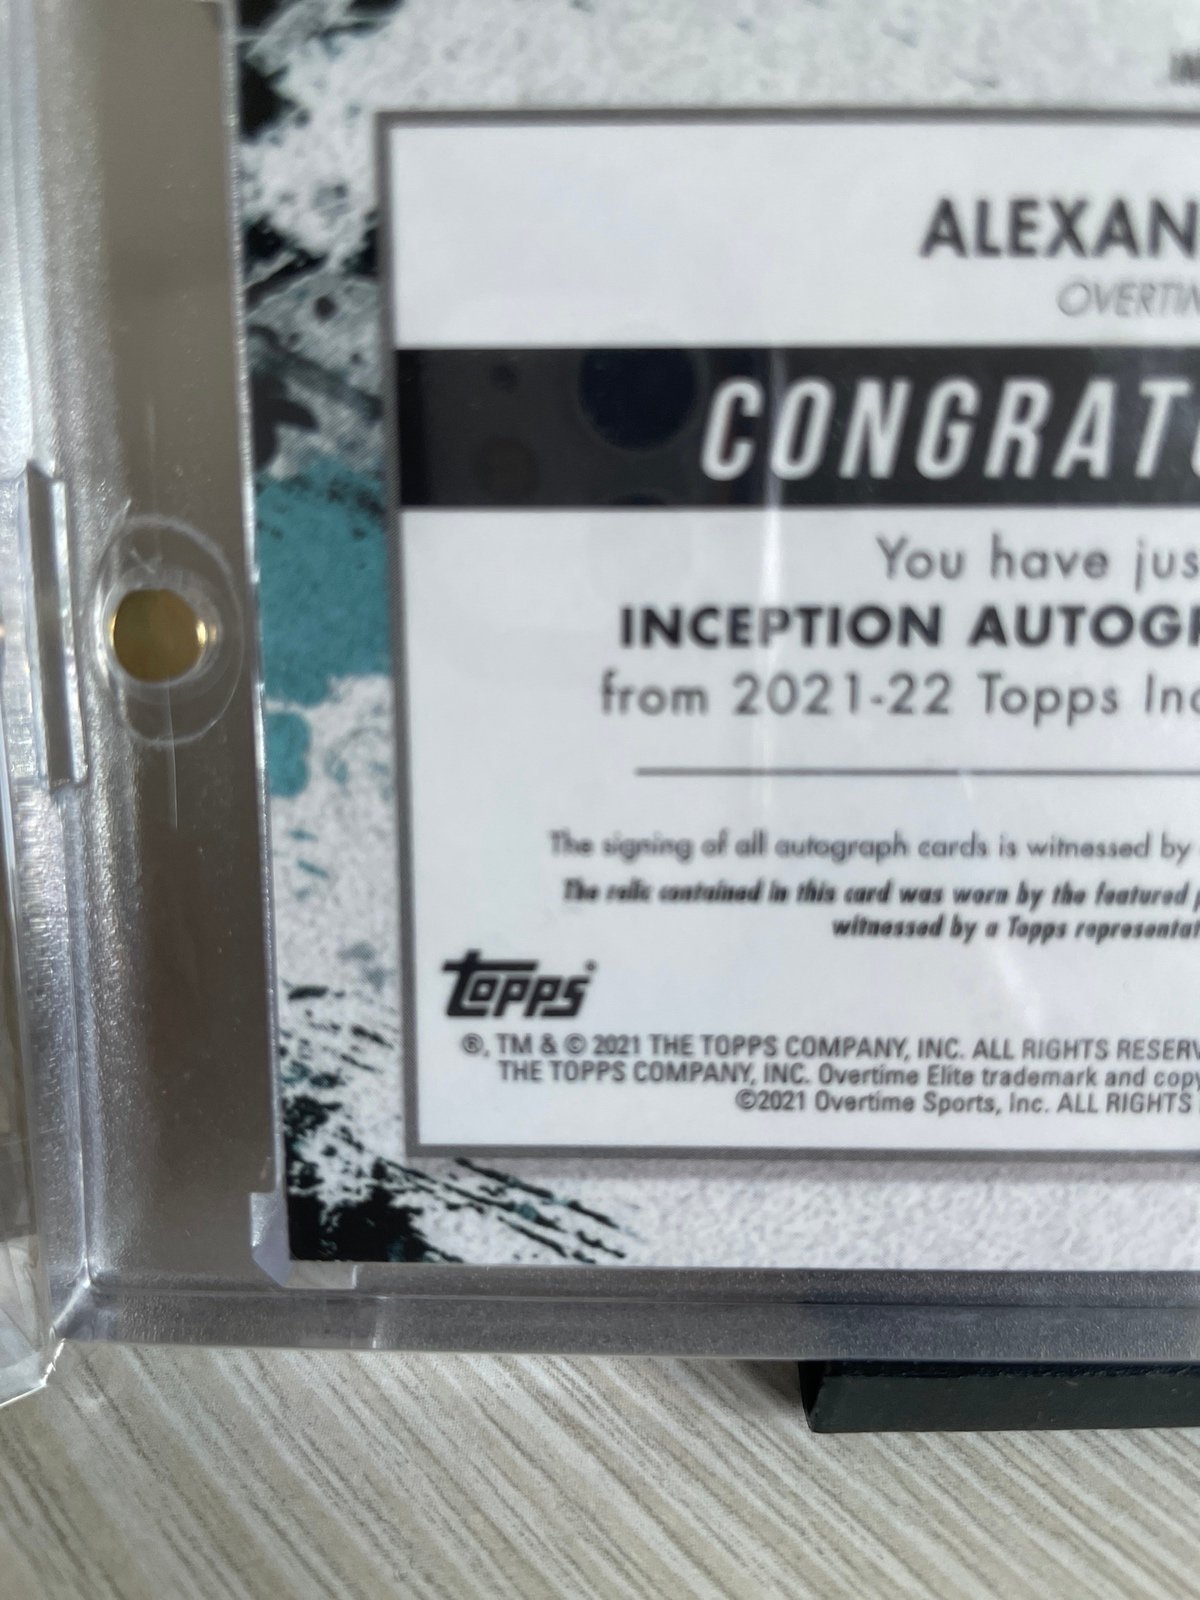 ALEXAN
OVERTIM
CONGRAT
You have jus
INCEPTION AUTOGR
from 2021-22 Topps Inc
The signing of all autograph cards is witnessed by
The relic contained in this card was worn by the featured p
witnessed by a Topps representat
Topps
®, TM & © 2021 THE TOPPS COMPANY, INC. ALL RIGHTS RESERV
THE TOPPS COMPANY, INC. Overtime Elite trademark and copy
©2021 Overtime Sports, Inc. ALL RIGHTS